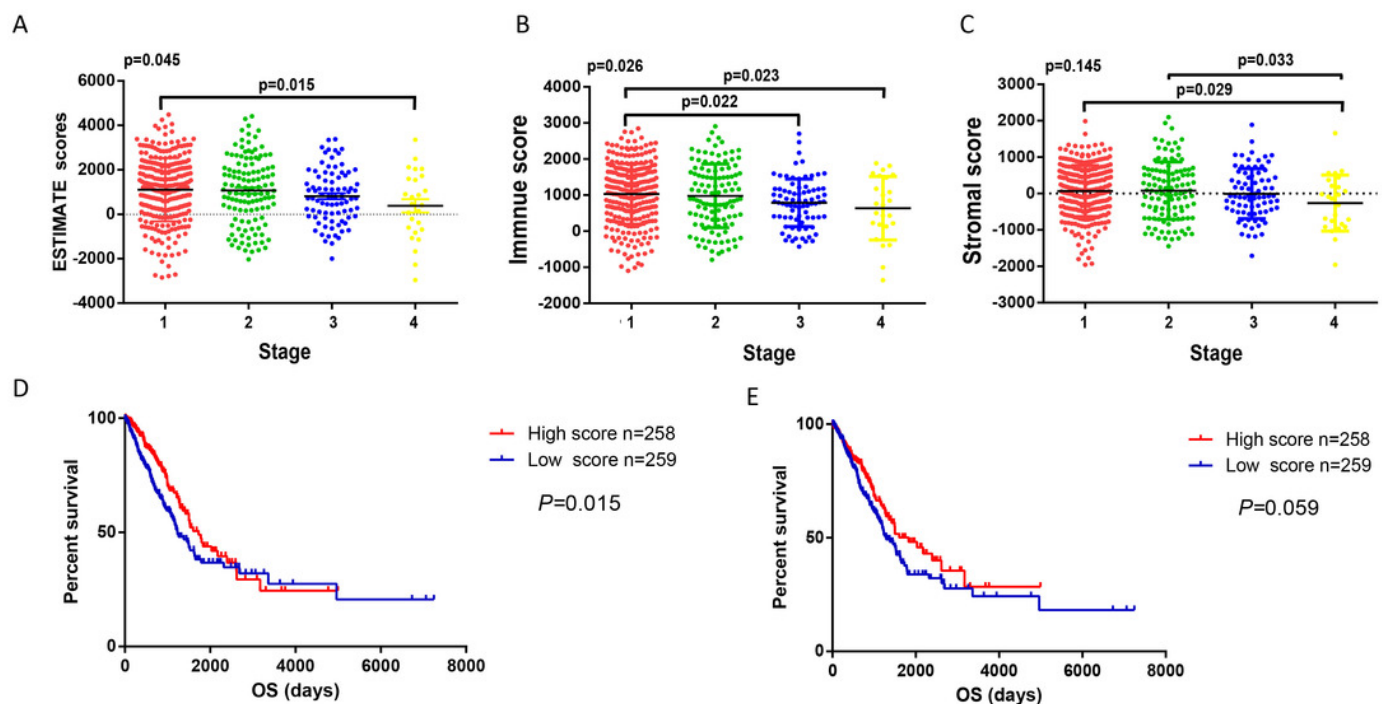 A
p=0.045
p=0.015
ESTIMATE scores
6000
4000
2000
0
-2000
-4000
1
2
3
4
Stage
B
p=0.026
p=0.023
p=0.022
Immune score
4000
3000
2000
1000
0
-1000
-2000
1
2
3
4
Stage
C
p=0.145
p=0.033
p=0.029
Stromal score
3000
2000
1000
0
-1000
-2000
-3000
1
2
3
4
Stage
D
Percent survival
100
50
0
0
2000
4000
6000
8000
OS (days)
High score n=258
Low score n=259
P=0.015
E
Percent survival
100
50
0
0
2000
4000
6000
8000
OS (days)
High score n=258
Low score n=259
P=0.059